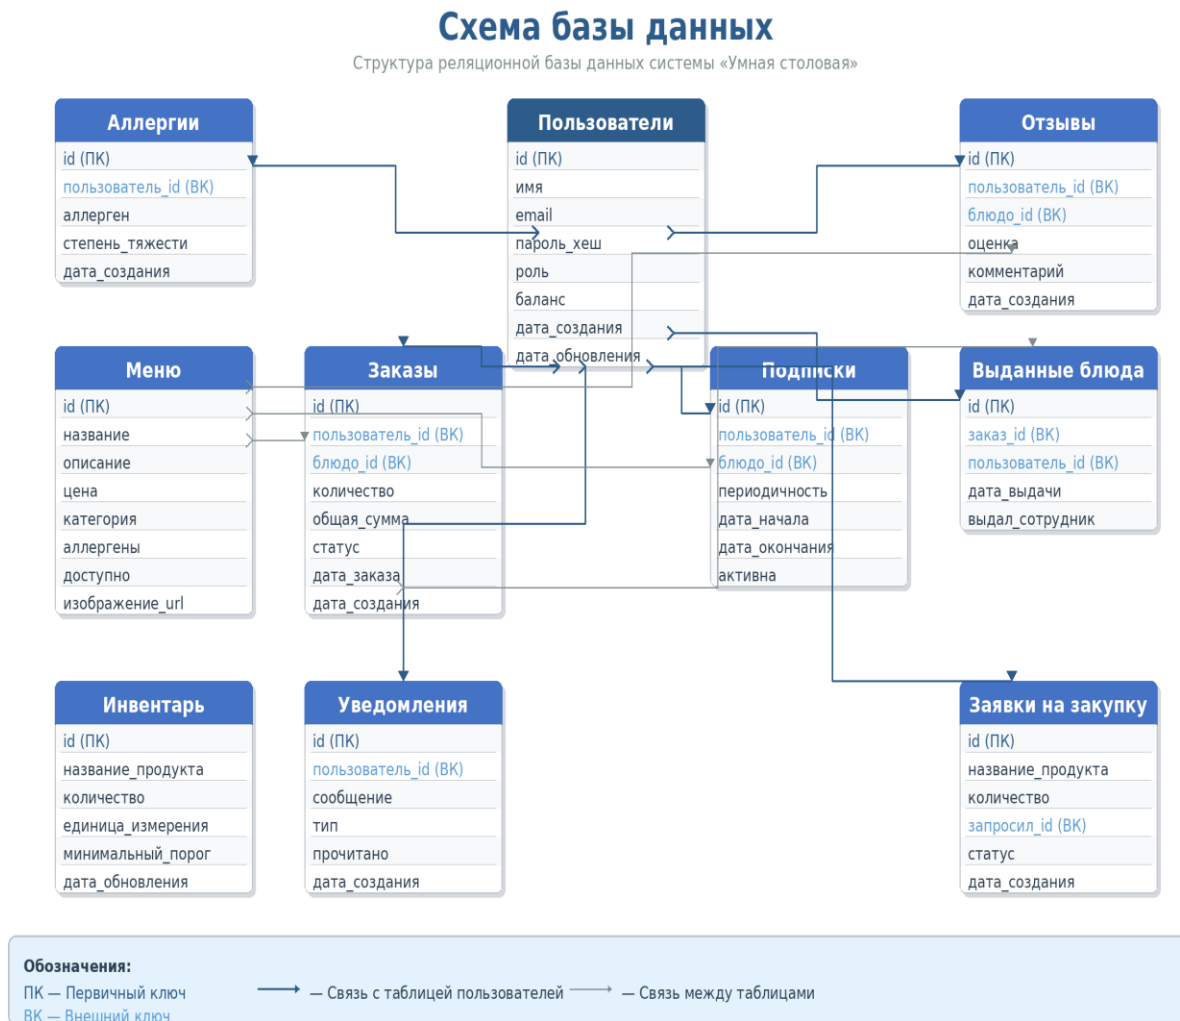 Схема базы данных
Структура реляционной базы данных системы «Умная столовая»
Аллергии
id (ПК)
пользователь_id (ВК)
аллерген
степень_тяжести
дата_создания
Пользователи
id (ПК)
имя
email
пароль_хеш
роль
баланс
дата_создания
дата_обновления
Отзывы
id (ПК)
пользователь_id (ВК)
блюдо_id (ВК)
оценка
комментарий
дата_создания
Меню
id (ПК)
название
описание
цена
категория
аллергены
доступно
изображение_url
Заказы
id (ПК)
пользователь_id (ВК)
блюдо_id (ВК)
количество
общая_сумма
статус
дата_заказа
дата_создания
Подписки
id (ПК)
пользователь_id (ВК)
блюдо_id (ВК)
периодичность
дата_начала
дата_окончания
активна
Выданные блюда
id (ПК)
заказ_id (ВК)
пользователь_id (ВК)
дата_выдачи
выдал_сотрудник
Инвентарь
id (ПК)
название_продукта
количество
единица_измерения
минимальный_порог
дата_обновления
Уведомления
id (ПК)
пользователь_id (ВК)
сообщение
тип
прочитано
дата_создания
Заявки на закупку
id (ПК)
название_продукта
количество
запросил_id (ВК)
статус
дата_создания
Обозначения:
ПК — Первичный ключ
— Связь с таблицей пользователей
— Связь между таблицами
ВК — Внешний ключ